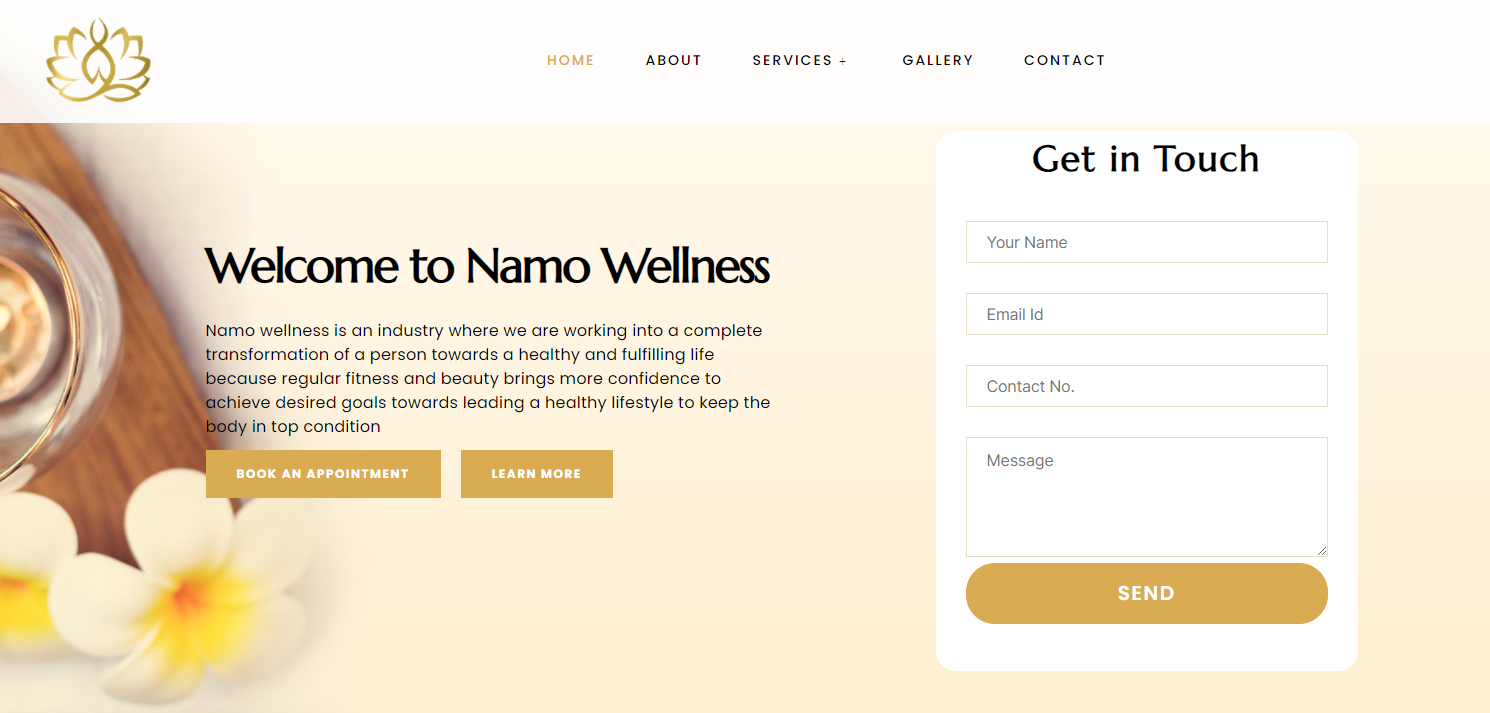 HOME ABOUT SERVICES + GALLERY CONTACT
Welcome to Namo Wellness
Namo wellness is an industry where we are working into a complete
transformation of a person towards a healthy and fulfilling life
because regular fitness and beauty brings more confidence to
achieve desired goals towards leading a healthy lifestyle to keep the
body in top condition
BOOK AN APPOINTMENT LEARN MORE
Get in Touch
Your Name
Email Id
Contact No.
Message
SEND